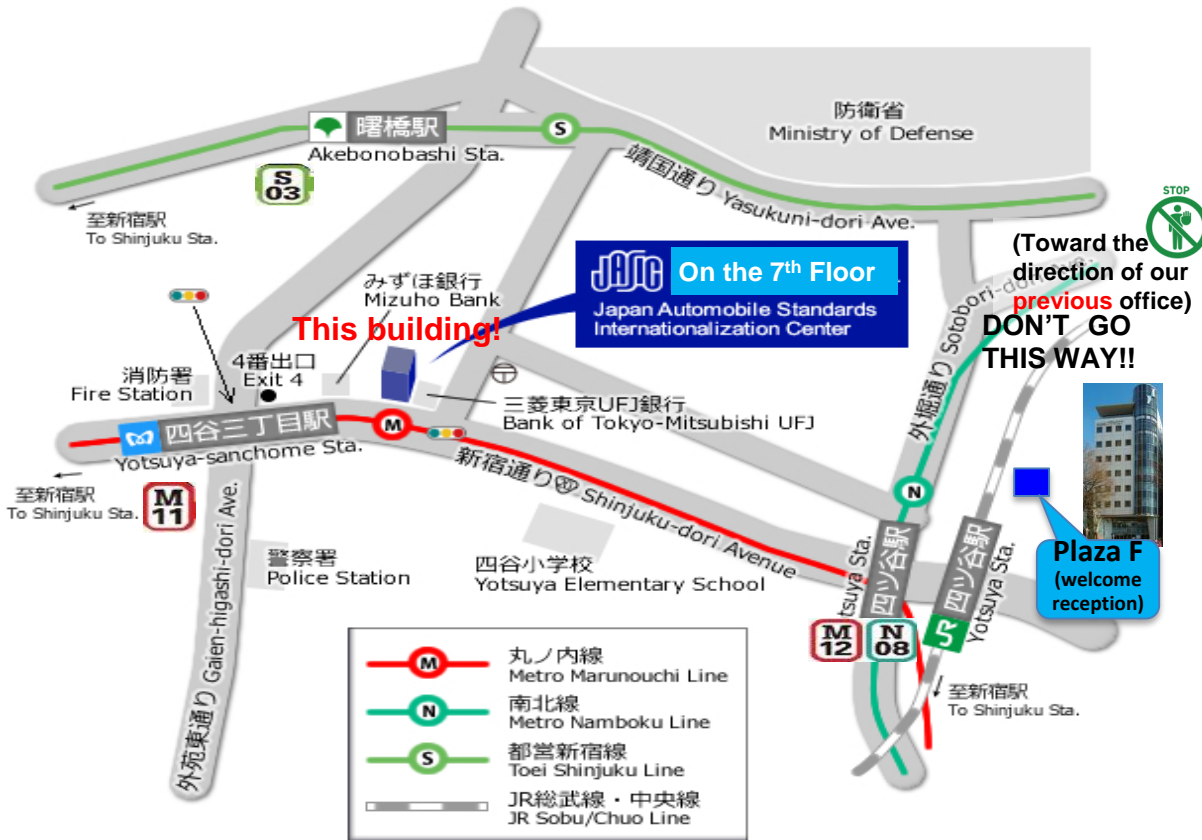 防衛省
Ministry of Defense
曙橋駅
Akebonobashi Sta.
S
S
03
靖国通り Yasukuni-dori Ave.
至新宿駅
To Shinjuku Sta.
STOP
(Toward the
direction of our
previous office)
DON'T GO
THIS WAY!!
JASIC On the 7th Floor
Japan Automobile Standards
Internationalization Center
みずほ銀行
Mizuho Bank
This building!
4番出口
Exit 4
消防署
Fire Station
三菱東京UFJ銀行
Bank of Tokyo-Mitsubishi UFJ
外堀通り Sotobori-dori Ave.
四谷三丁目駅
Yotsuya-sanchome Sta.
M
至新宿駅
To Shinjuku Sta.
M
11
新宿通り 20 Shinjuku-dori Avenue
N
外苑東通り Gaien-higashi-dori Ave.
警察署
Police Station
四谷小学校
Yotsuya Elementary School
四ツ谷駅
tsuya Sta.
四ツ谷駅
Yotsuya Sta.
JR
M
12
N
08
Plaza F
(welcome
reception)
至新宿駅
To Shinjuku Sta.
M
丸ノ内線
Metro Marunouchi Line
N
南北線
Metro Namboku Line
S
都営新宿線
Toei Shinjuku Line
JR総武線・中央線
JR Sobu/Chuo Line